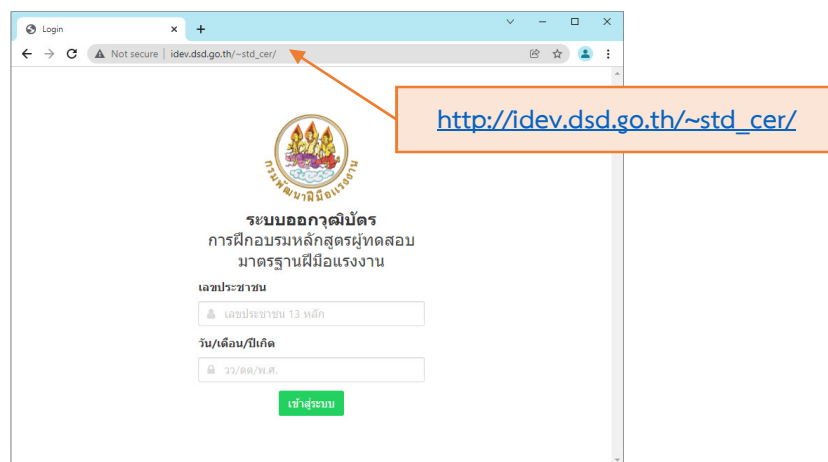 Login
Not secure | idev.dsd.go.th/~std_cer/
http://idev.dsd.go.th/~std_cer/
กรมพัฒนาฝีมือแรงงาน
ระบบออกวุฒิบัตร
การฝึกอบรมหลักสูตรผู้ทดสอบ
มาตรฐานฝีมือแรงงาน
เลขประชาชน
เลขประชาชน 13 หลัก
วัน/เดือน/ปีเกิด
วว/ดด/พ.ศ.
เข้าสู่ระบบ